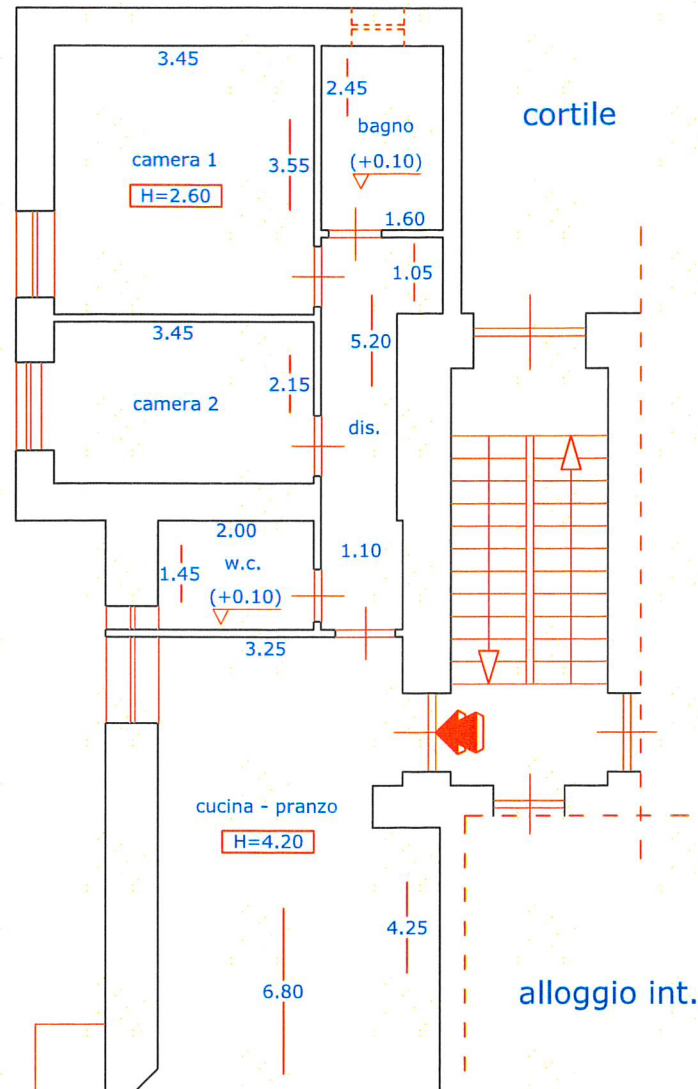 3.45
2.45
cortile
bagno
camera 1
3.55
(+0.10)
H=2.60
1.60
1.05
3.45
5.20
2.15
camera 2
dis.
2.00
1.10
w.c.
1.45
(+0.10)
3.25
cucina - pranzo
H=4.20
4.25
6.80
alloggio int.